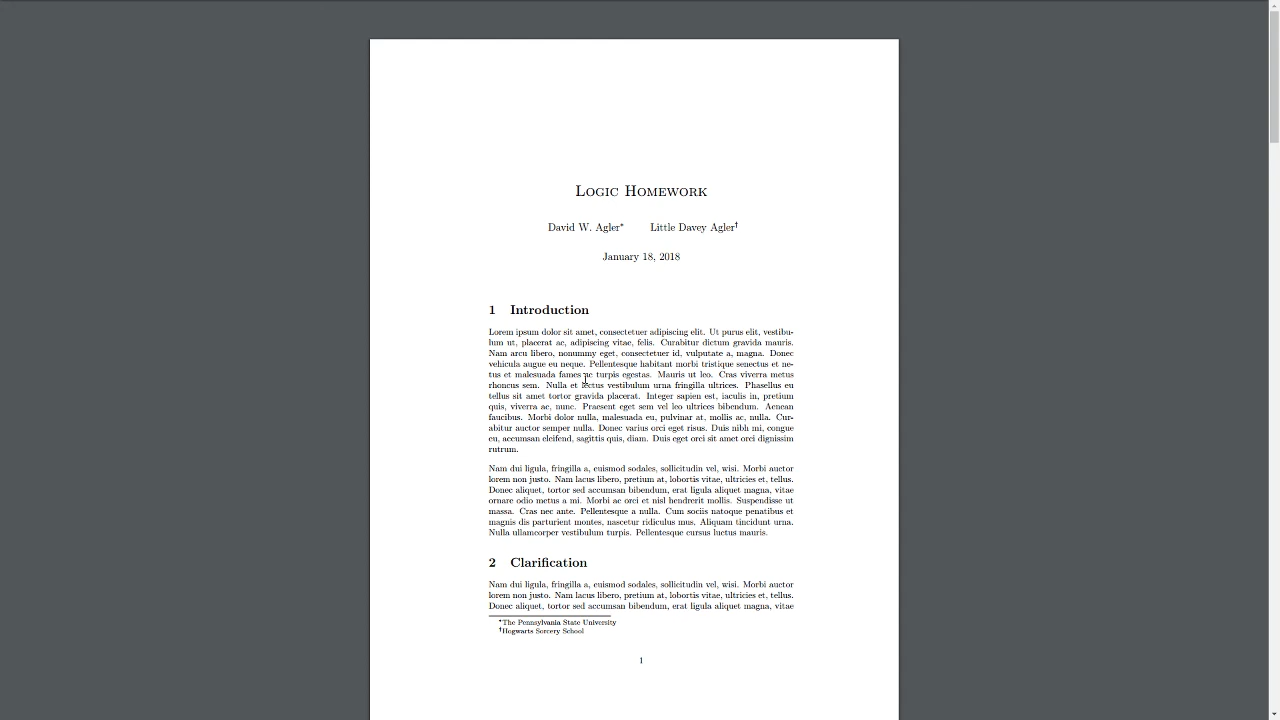 Logic Homework
David W. Agler* Little Davey Agler†
January 18, 2018
1 Introduction
Lorem ipsum dolor sit amet, consectetuer adipiscing elit. Ut purus elit, vestibu-
lum ut, placerat ac, adipiscing vitae, felis. Curabitur dictum gravida mauris.
Nam arcu libero, nonummy eget, consectetuer id, vulputate a, magna. Donec
vehicula augue eu neque. Pellentesque habitant morbi tristique senectus et ne-
tus et malesuada fames ac turpis egestas. Mauris ut leo. Cras viverra metus
rhoncus sem. Nulla et lectus vestibulum urna fringilla ultrices. Phasellus eu
tellus sit amet tortor gravida placerat. Integer sapien est, iaculis in, pretium
quis, viverra ac, nunc. Praesent eget sem vel leo ultrices bibendum. Aenean
faucibus. Morbi dolor nulla, malesuada eu, pulvinar at, mollis ac, nulla. Cur-
abitur auctor semper nulla. Donec varius orci eget risus. Duis nibh mi, congue
eu, accumsan eleifend, sagittis quis, diam. Duis eget orci sit amet orci dignissim
rutrum.
Nam dui ligula, fringilla a, euismod sodales, sollicitudin vel, wisi. Morbi auctor
lorem non justo. Nam lacus libero, pretium at, lobortis vitae, ultricies et, tellus.
Donec aliquet, tortor sed accumsan bibendum, erat ligula aliquet magna, vitae
ornare odio metus a mi. Morbi ac orci et nisl hendrerit mollis. Suspendisse ut
massa. Cras nec ante. Pellentesque a nulla. Cum sociis natoque penatibus et
magnis dis parturient montes, nascetur ridiculus mus. Aliquam tincidunt urna.
Nulla ullamcorper vestibulum turpis. Pellentesque cursus luctus mauris.
2 Clarification
Nam dui ligula, fringilla a, euismod sodales, sollicitudin vel, wisi. Morbi auctor
lorem non justo. Nam lacus libero, pretium at, lobortis vitae, ultricies et, tellus.
Donec aliquet, tortor sed accumsan bibendum, erat ligula aliquet magna, vitae
*The Pennsylvania State University
†Hogwarts Sorcery School
1